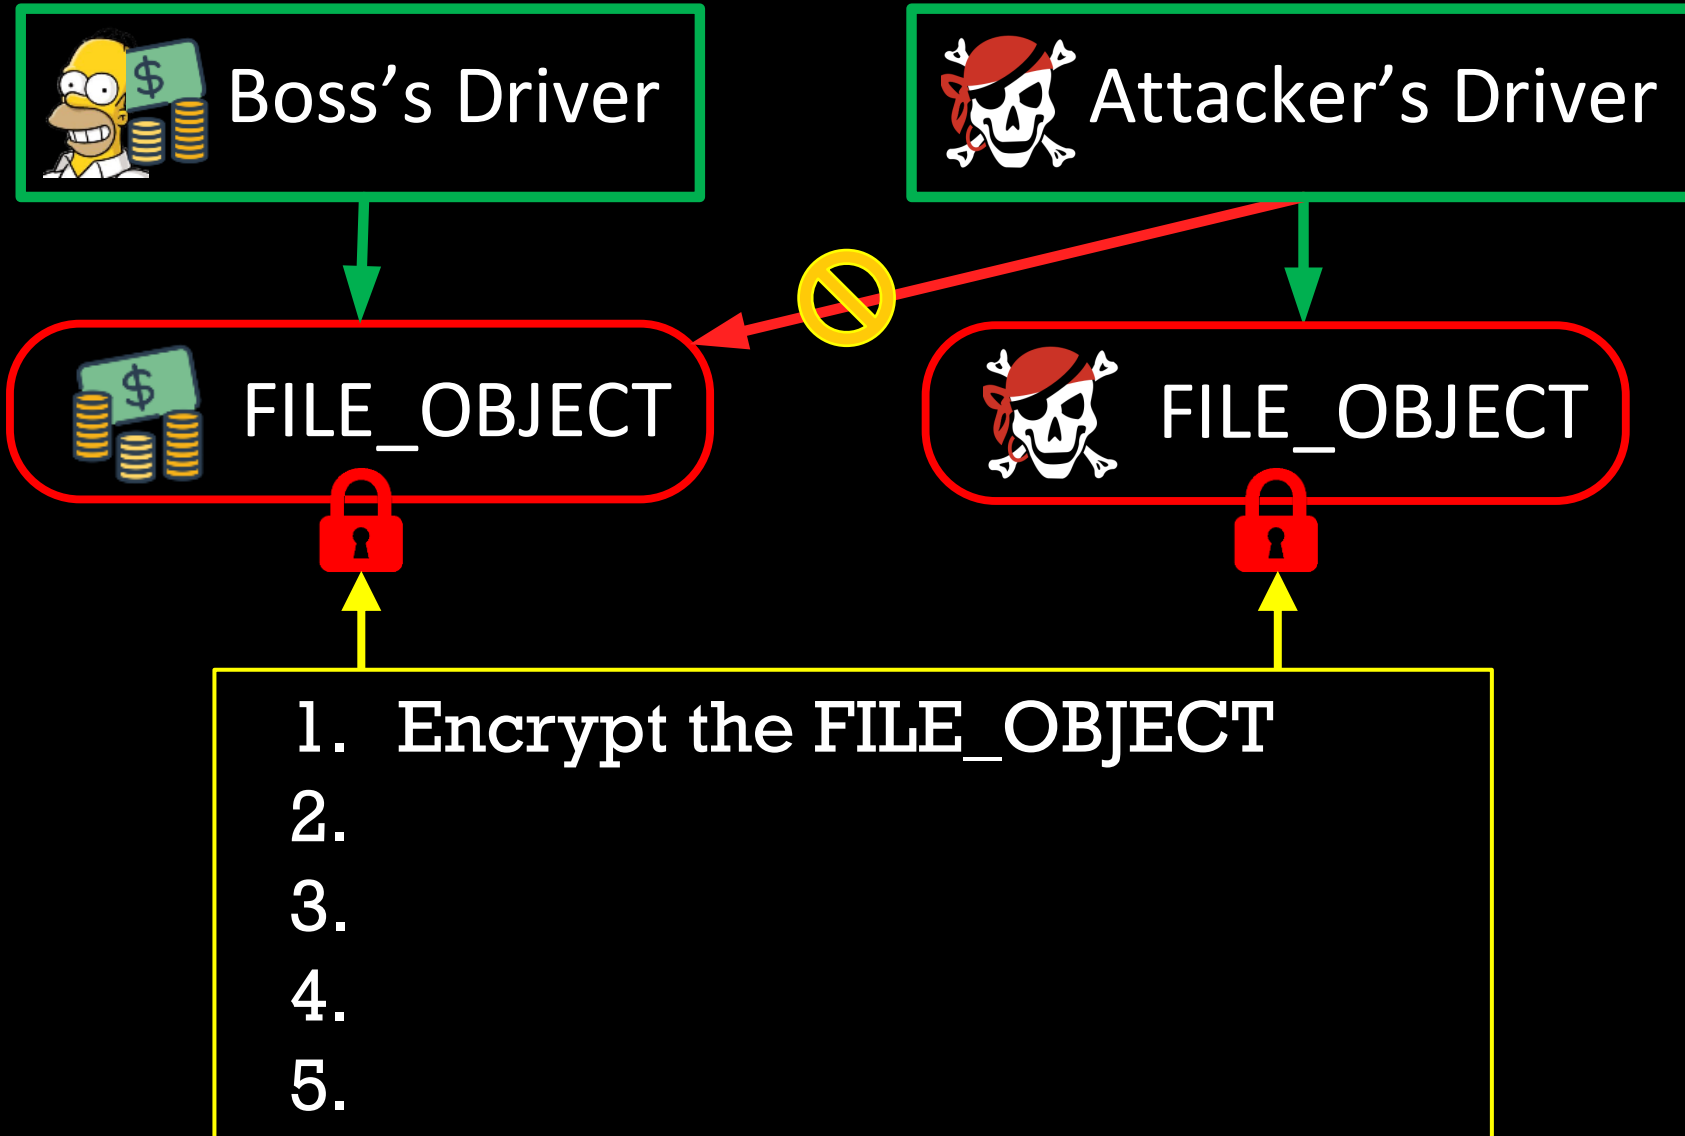 Boss’s Driver
Attacker’s Driver
$
$
FILE_OBJECT
FILE_OBJECT
1. Encrypt the FILE_OBJECT
2.
3.
4.
5.